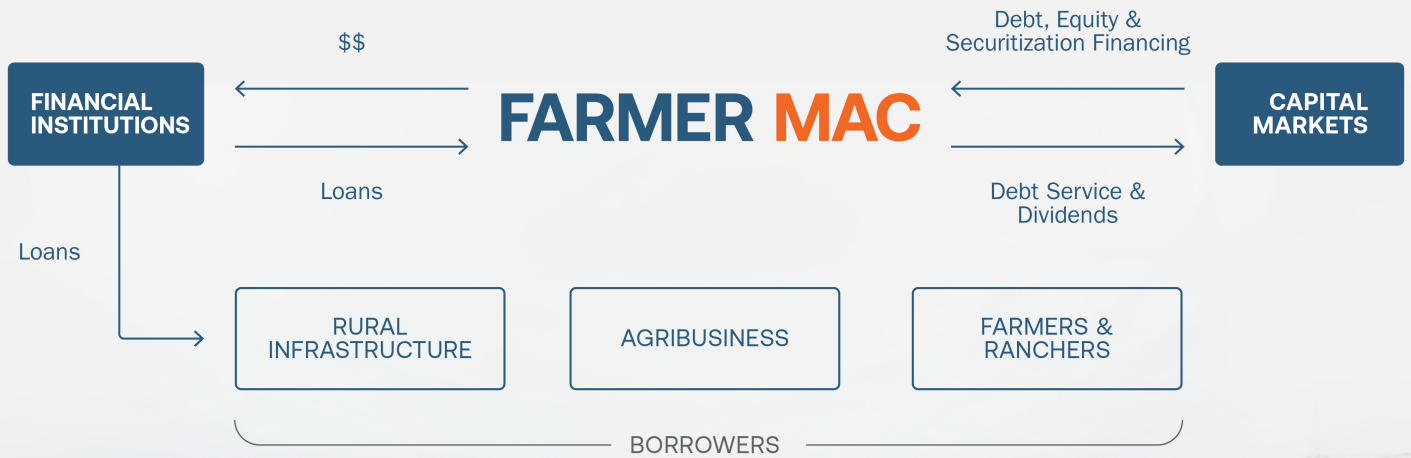 $$
Debt, Equity &
Securitization Financing
FINANCIAL
INSTITUTIONS
FARMER MAC
CAPITAL
MARKETS
Loans
Debt Service &
Dividends
Loans
RURAL
INFRASTRUCTURE
AGRIBUSINESS
FARMERS &
RANCHERS
BORROWERS